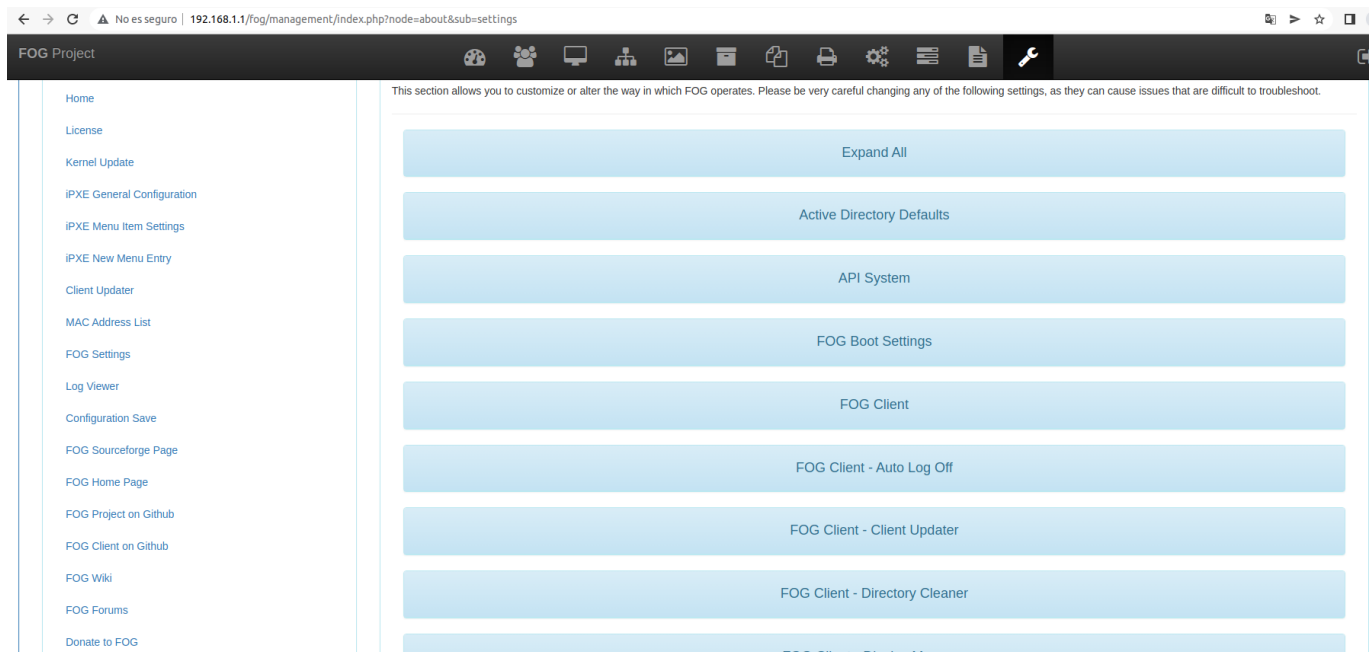 No es seguro | 192.168.1.1/fog/management/index.php?node=about&sub=settings
FOG Project
Home
License
Kernel Update
iPXE General Configuration
iPXE Menu Item Settings
iPXE New Menu Entry
Client Updater
MAC Address List
FOG Settings
Log Viewer
Configuration Save
FOG Sourceforge Page
FOG Home Page
FOG Project on Github
FOG Client on Github
FOG Wiki
FOG Forums
Donate to FOG
This section allows you to customize or alter the way in which FOG operates. Please be very careful changing any of the following settings, as they can cause issues that are difficult to troubleshoot.
Expand All
Active Directory Defaults
API System
FOG Boot Settings
FOG Client
FOG Client - Auto Log Off
FOG Client - Client Updater
FOG Client - Directory Cleaner